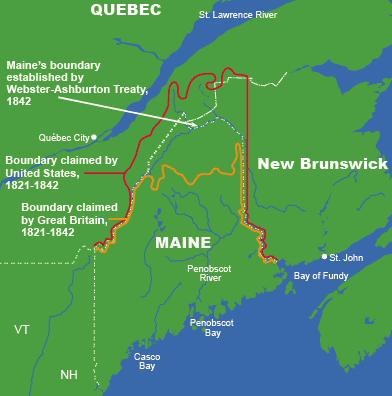 QUEBEC
St. Lawrence River
Maine's boundary
established by
Webster-Ashburton Treaty,
1842
Québec City
Boundary claimed by
United States,
1821-1842
New Brunswick
Boundary claimed
by Great Britain,
1821-1842
MAINE
St. John
Penobscot
River
Bay of Fundy
VT
Penobscot
Bay
Casco
Bay
NH